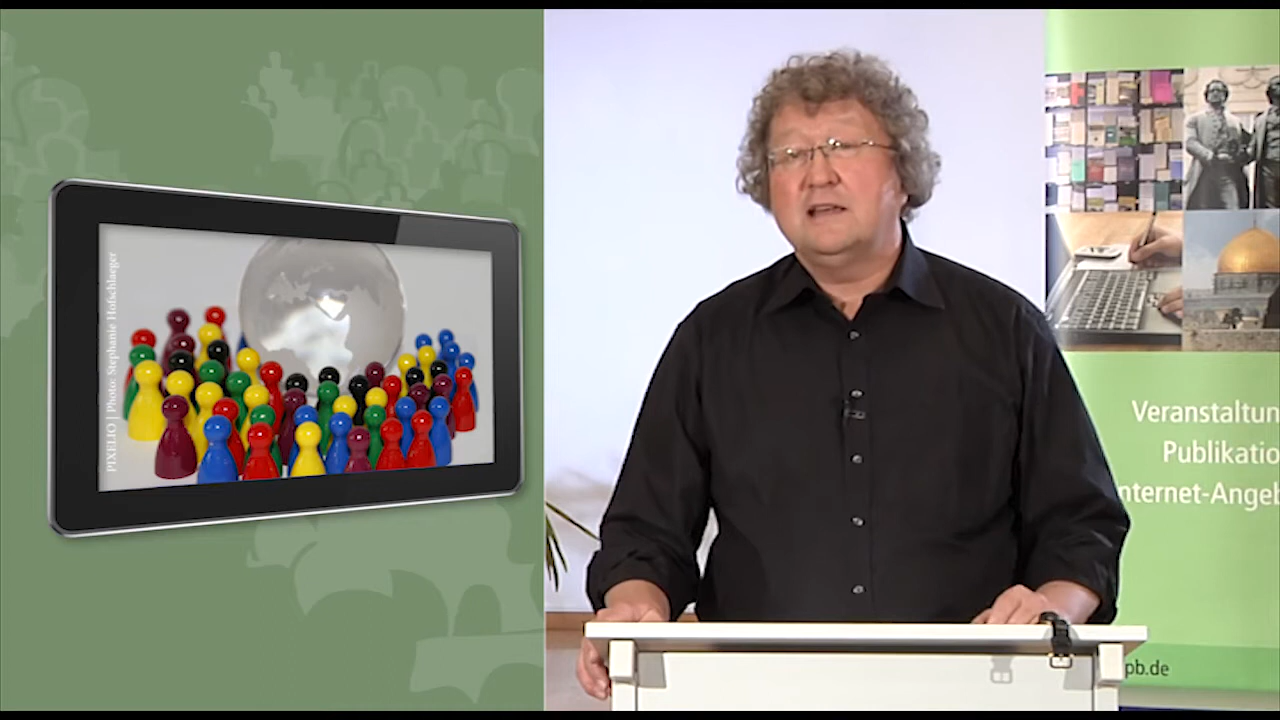 PIXELIO | Photo: Stephanie Hofschlaeger
Veranstaltun
Publikatio
nternet-Angeb
pb.de